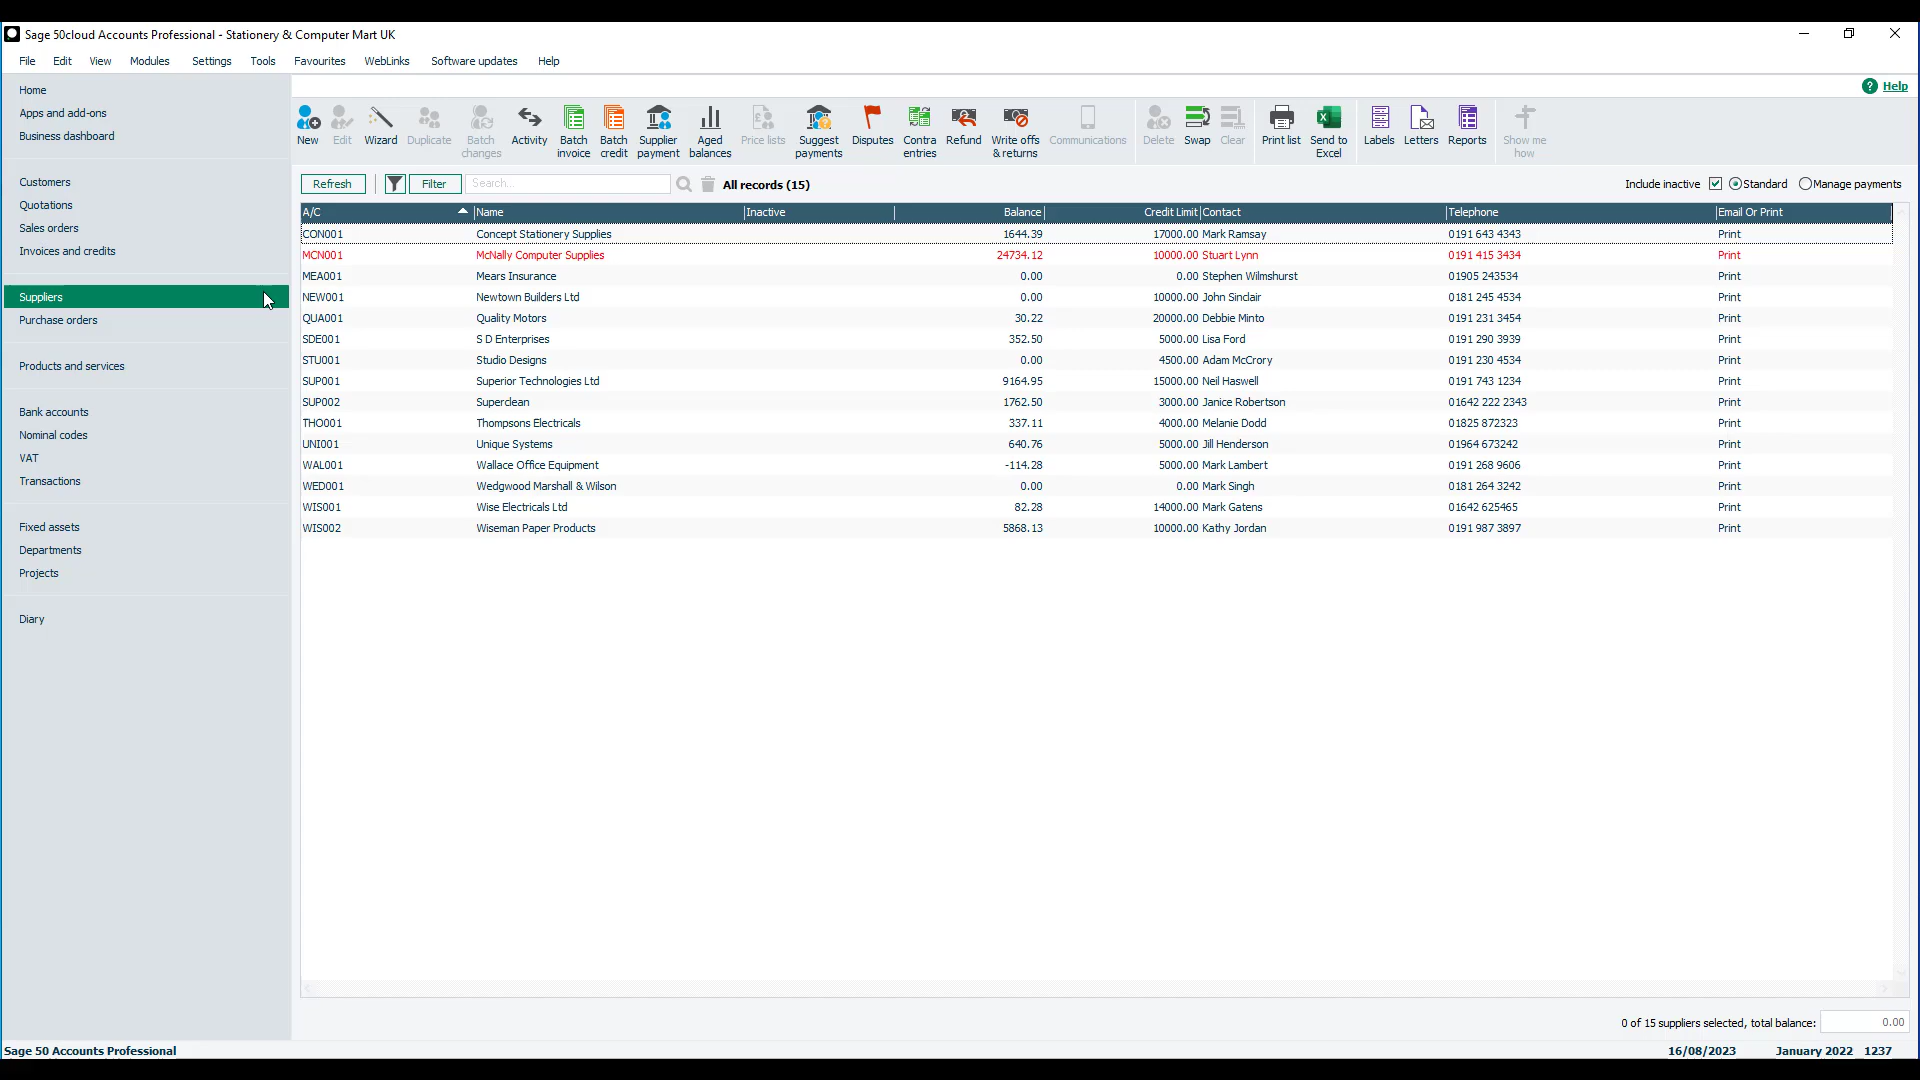 Sage 50cloud Accounts Professional - Stationery & Computer Mart UK
File Edit View Modules Settings Tools Favourites WebLinks Software updates Help
Help
Home
Apps and add-ons
Business dashboard
Customers
Quotations
Sales orders
Invoices and credits
Suppliers
Purchase orders
Products and services
Bank accounts
Nominal codes
VAT
Transactions
Fixed assets
Departments
Projects
Diary
New Edit Wizard Duplicate Batch changes Activity Batch invoice Batch credit Supplier payment Aged balances Price lists Suggest payments Disputes Contra entries Refund Write offs & returns Communications Delete Swap Clear Print list Send to Excel Labels Letters Reports Show me how
Refresh Filter Search... All records (15) Include inactive Standard Manage payments
A/C Name Inactive Balance Credit Limit Contact Telephone Email Or Print
CON001 Concept Stationery Supplies 1644.39 17000.00 Mark Ramsay 0191 643 4343 Print
MCN001 McNally Computer Supplies 24734.12 10000.00 Stuart Lynn 0191 415 3434 Print
MEA001 Mears Insurance 0.00 0.00 Stephen Wilmshurst 01905 243534 Print
NEW001 Newtown Builders Ltd 0.00 10000.00 John Sinclair 0181 245 4534 Print
QUA001 Quality Motors 30.22 20000.00 Debbie Minto 0191 231 3454 Print
SDE001 S D Enterprises 352.50 5000.00 Lisa Ford 0191 290 3939 Print
STU001 Studio Designs 0.00 4500.00 Adam McCrory 0191 230 4534 Print
SUP001 Superior Technologies Ltd 9164.95 15000.00 Neil Haswell 0191 743 1234 Print
SUP002 Superclean 1762.50 3000.00 Janice Robertson 01642 222 2343 Print
THO001 Thompsons Electricals 337.11 4000.00 Melanie Dodd 01825 872323 Print
UNI001 Unique Systems 640.76 5000.00 Jill Henderson 01964 673242 Print
WAL001 Wallace Office Equipment -114.28 5000.00 Mark Lambert 0191 268 9606 Print
WED001 Wedgwood Marshall & Wilson 0.00 0.00 Mark Singh 0181 264 3242 Print
WIS001 Wise Electricals Ltd 82.28 14000.00 Mark Gatens 01642 625465 Print
WIS002 Wiseman Paper Products 5868.13 10000.00 Kathy Jordan 0191 987 3897 Print
0 of 15 suppliers selected, total balance: 0.00
Sage 50 Accounts Professional 16/08/2023 January 2022 1237